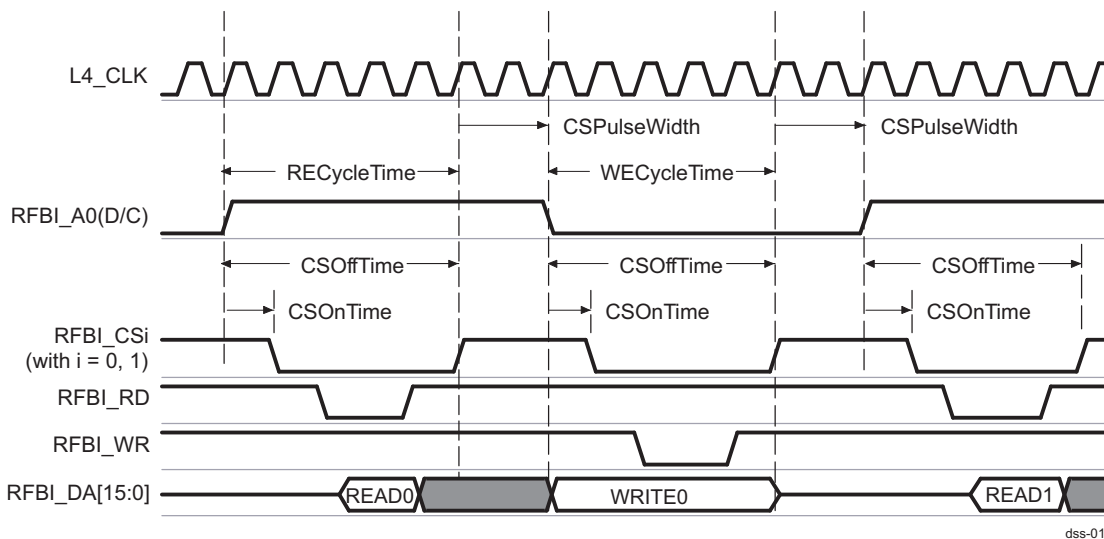 L4_CLK
CSPulseWidth CSPulseWidth
RECycleTime WECycleTime
RFBI_A0(D/C)
CSOffTime CSOffTime CSOffTime
CSOnTime CSOnTime CSOnTime
RFBI_CSi
(with i = 0, 1)
RFBI_RD
RFBI_WR
RFBI_DA[15:0] READ0 WRITE0 READ1
dss-01